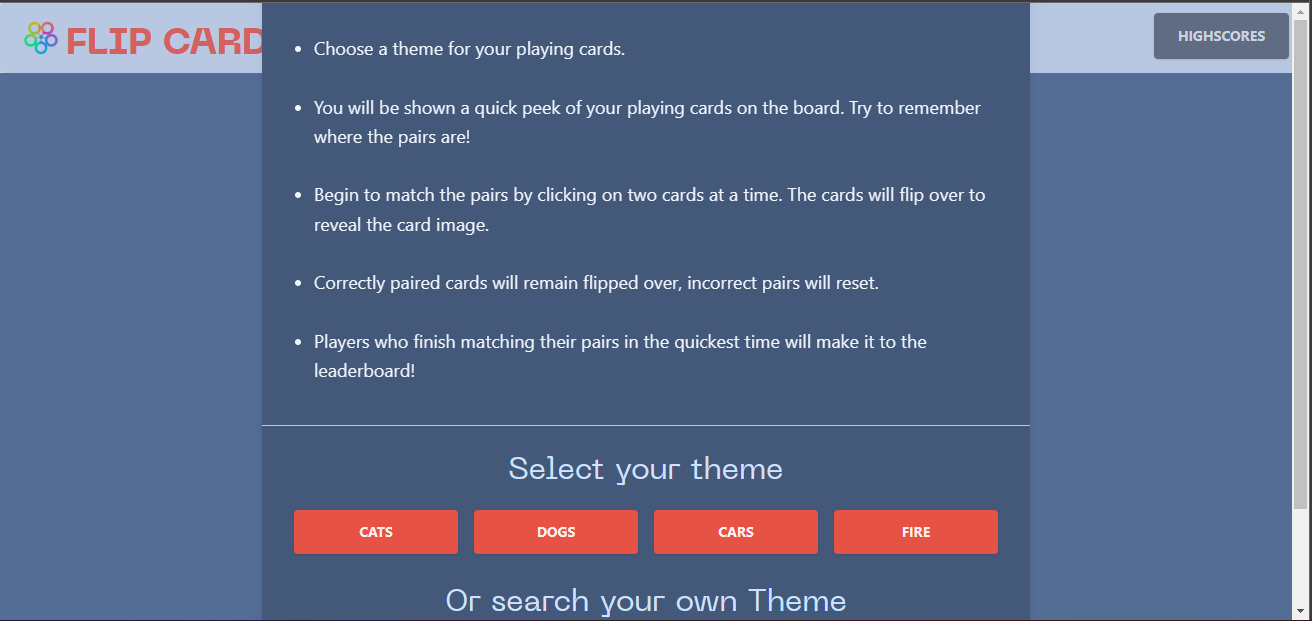 FLIP CARD
HIGHSCORES
• Choose a theme for your playing cards.
• You will be shown a quick peek of your playing cards on the board. Try to remember
where the pairs are!
• Begin to match the pairs by clicking on two cards at a time. The cards will flip over to
reveal the card image.
• Correctly paired cards will remain flipped over, incorrect pairs will reset.
• Players who finish matching their pairs in the quickest time will make it to the
leaderboard!
Select your theme
CATS DOGS CARS FIRE
Or search your own Theme